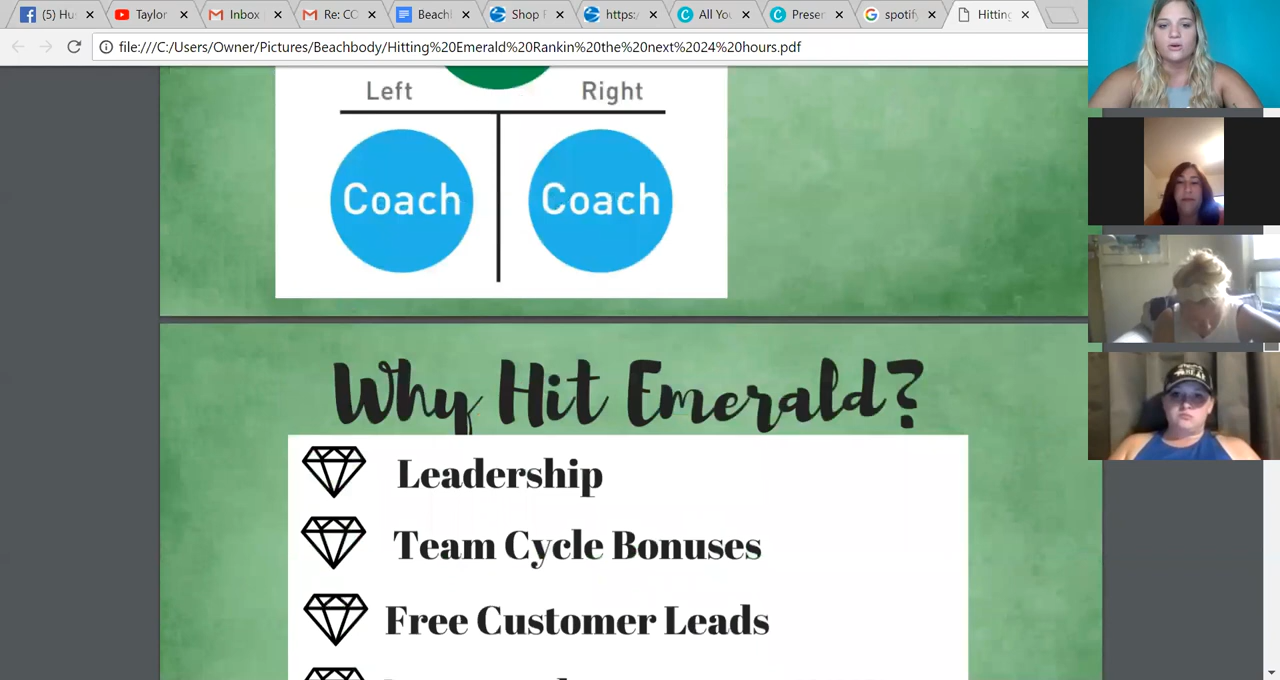 (5) Hu
Taylor
Inbox
Re: CC
Beachl
Shop
https:/
All You
Presen
spotify
Hitting
file:///C:/Users/Owner/Pictures/Beachbody/Hitting%20Emerald%20Rankin%20the%20next%2024%20hours.pdf
Left Right
Coach Coach
Why Hit Emerald?
Leadership
Team Cycle Bonuses
Free Customer Leads